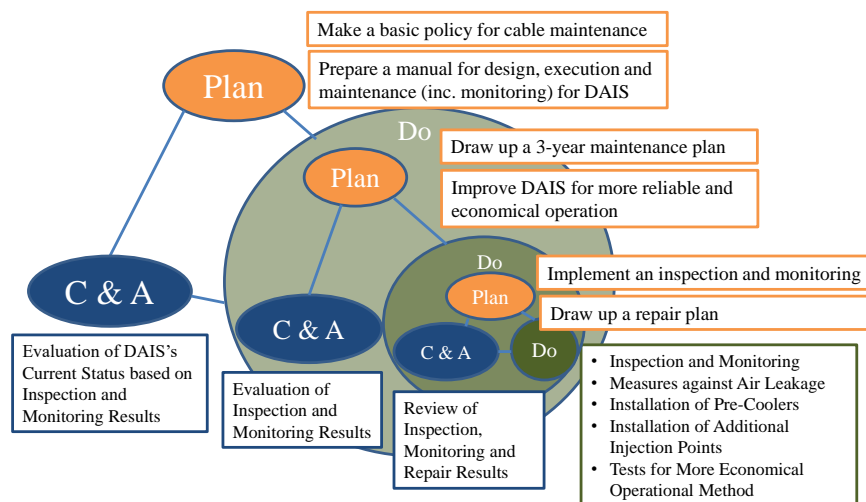 Make a basic policy for cable maintenance
Plan
Prepare a manual for design, execution and
maintenance (inc. monitoring) for DAIS
Do
Draw up a 3-year maintenance plan
Plan
Improve DAIS for more reliable and
economical operation
Do
Implement an inspection and monitoring
C & A
Plan
Draw up a repair plan
C & A
C & A
Do
Evaluation of DAIS’s
Current Status based on
Inspection and
Monitoring Results
Evaluation of
Inspection and
Monitoring Results
Review of
Inspection,
Monitoring and
Repair Results
• Inspection and Monitoring
• Measures against Air Leakage
• Installation of Pre-Coolers
• Installation of Additional
Injection Points
• Tests for More Economical
Operational Method